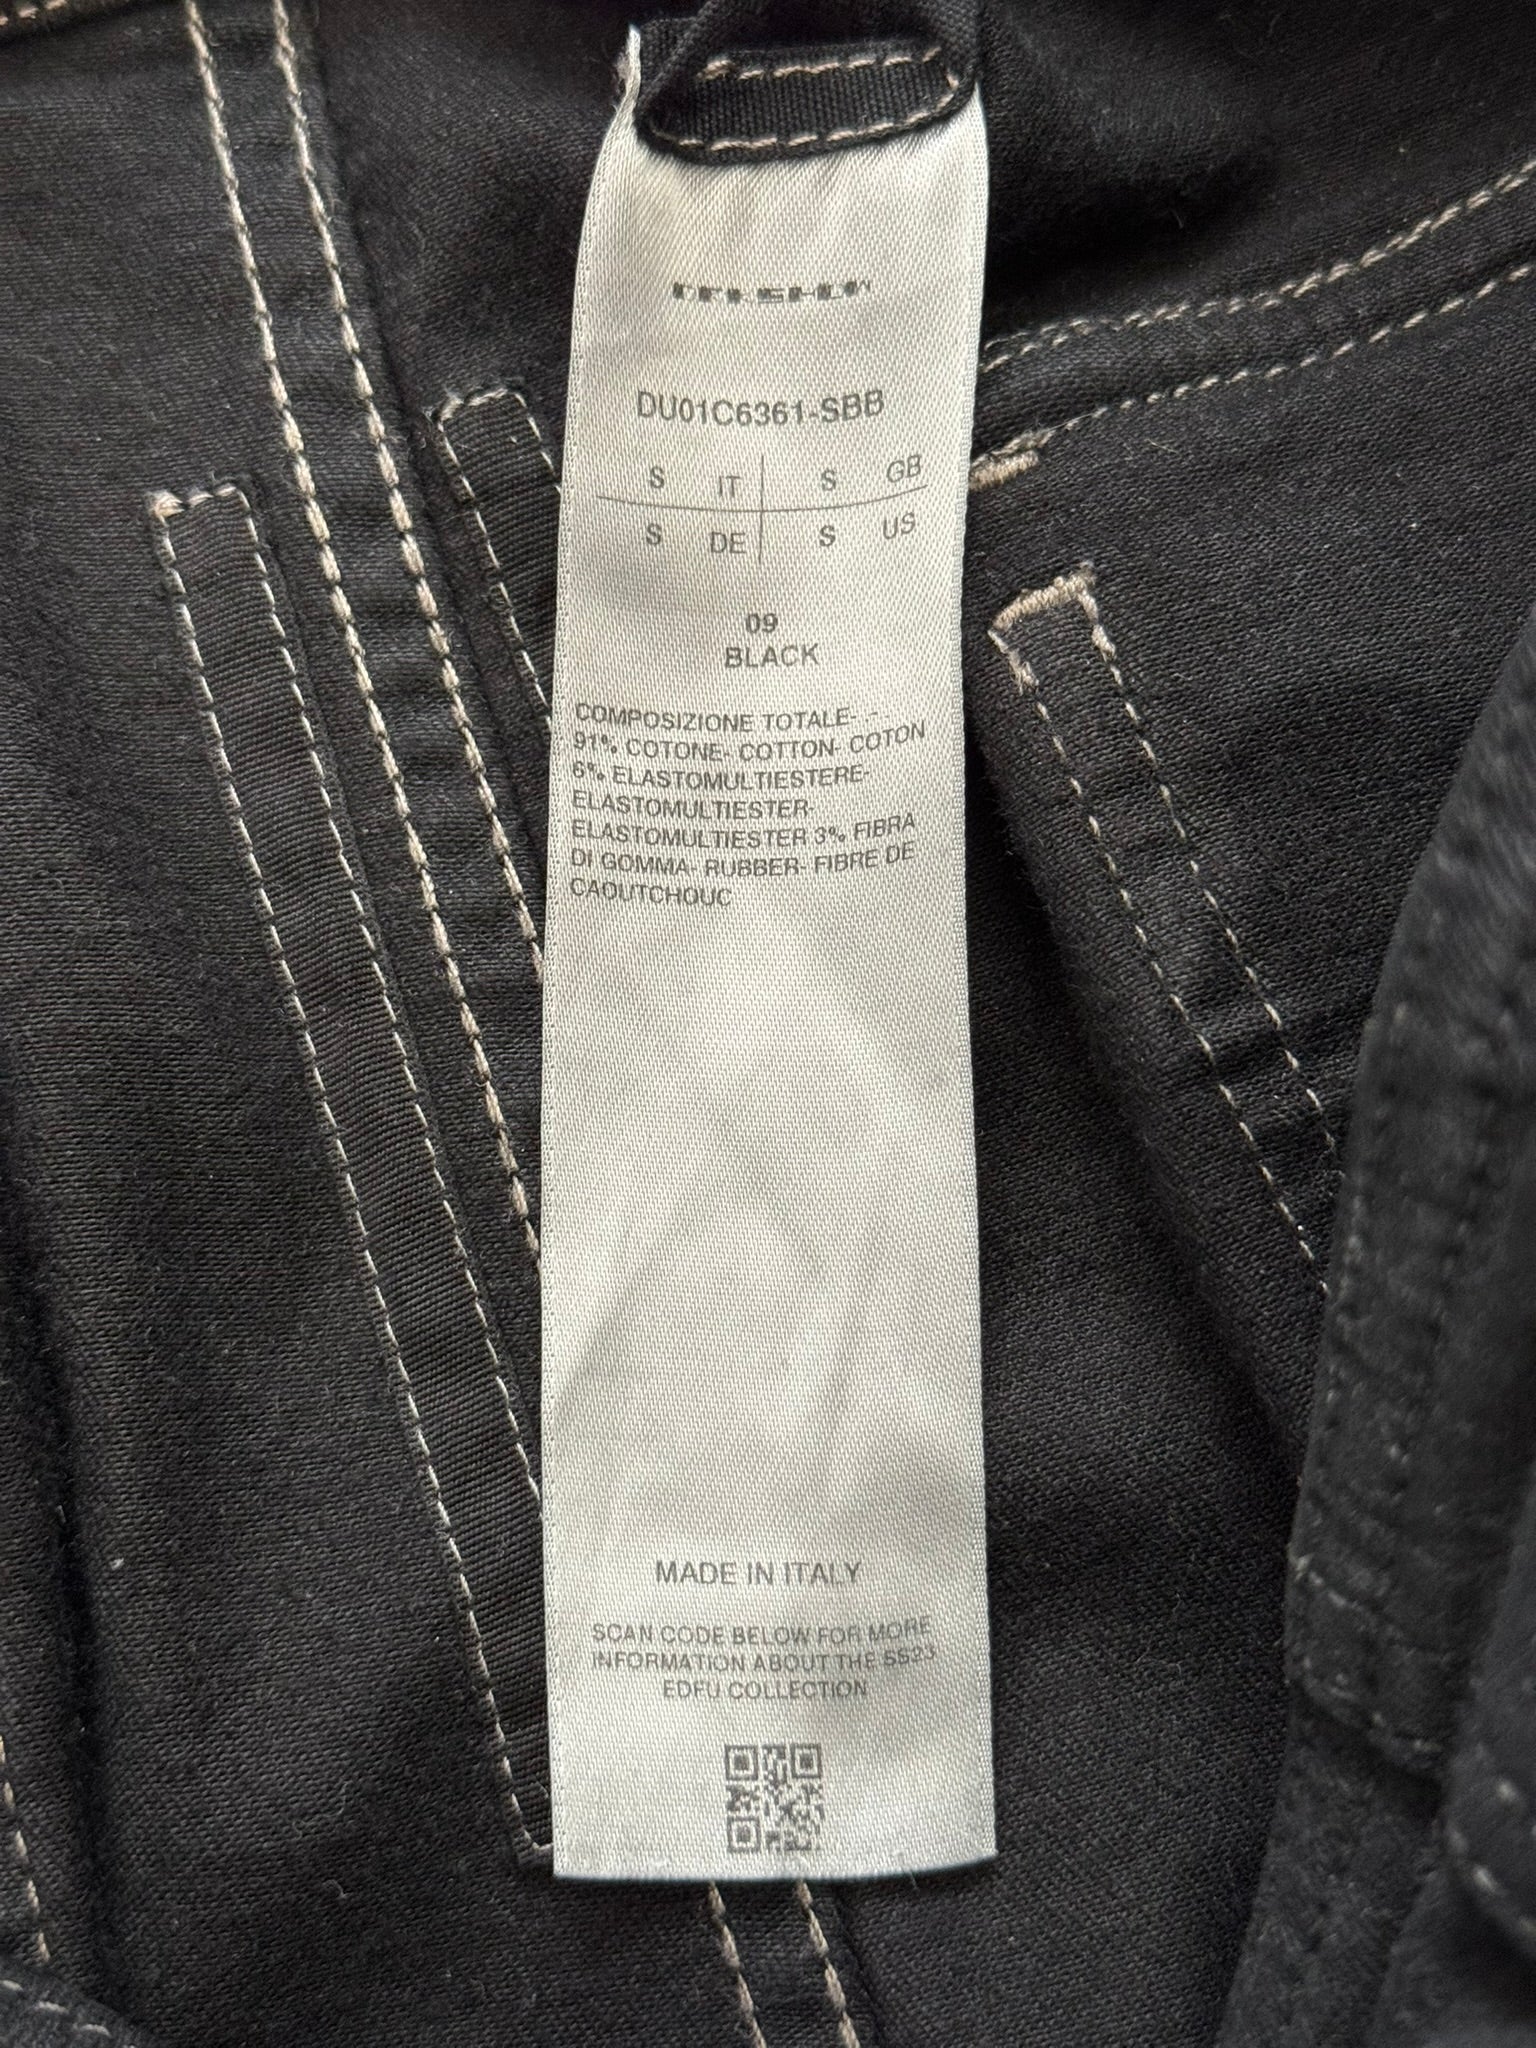 DU01C6361-SBB
S IT S GB
S DE S US
09
BLACK
COMPOSIZIONE TOTALE- -
91% COTONE- COTTON- COTON
6% ELASTOMULTIESTERE-
ELASTOMULTIESTER-
ELASTOMULTIESTER 3% FIBRA
DI GOMMA- RUBBER- FIBRE DE
CAOUTCHOUC
MADE IN ITALY
SCAN CODE BELOW FOR MORE
INFORMATION ABOUT THE SS23
EDFU COLLECTION